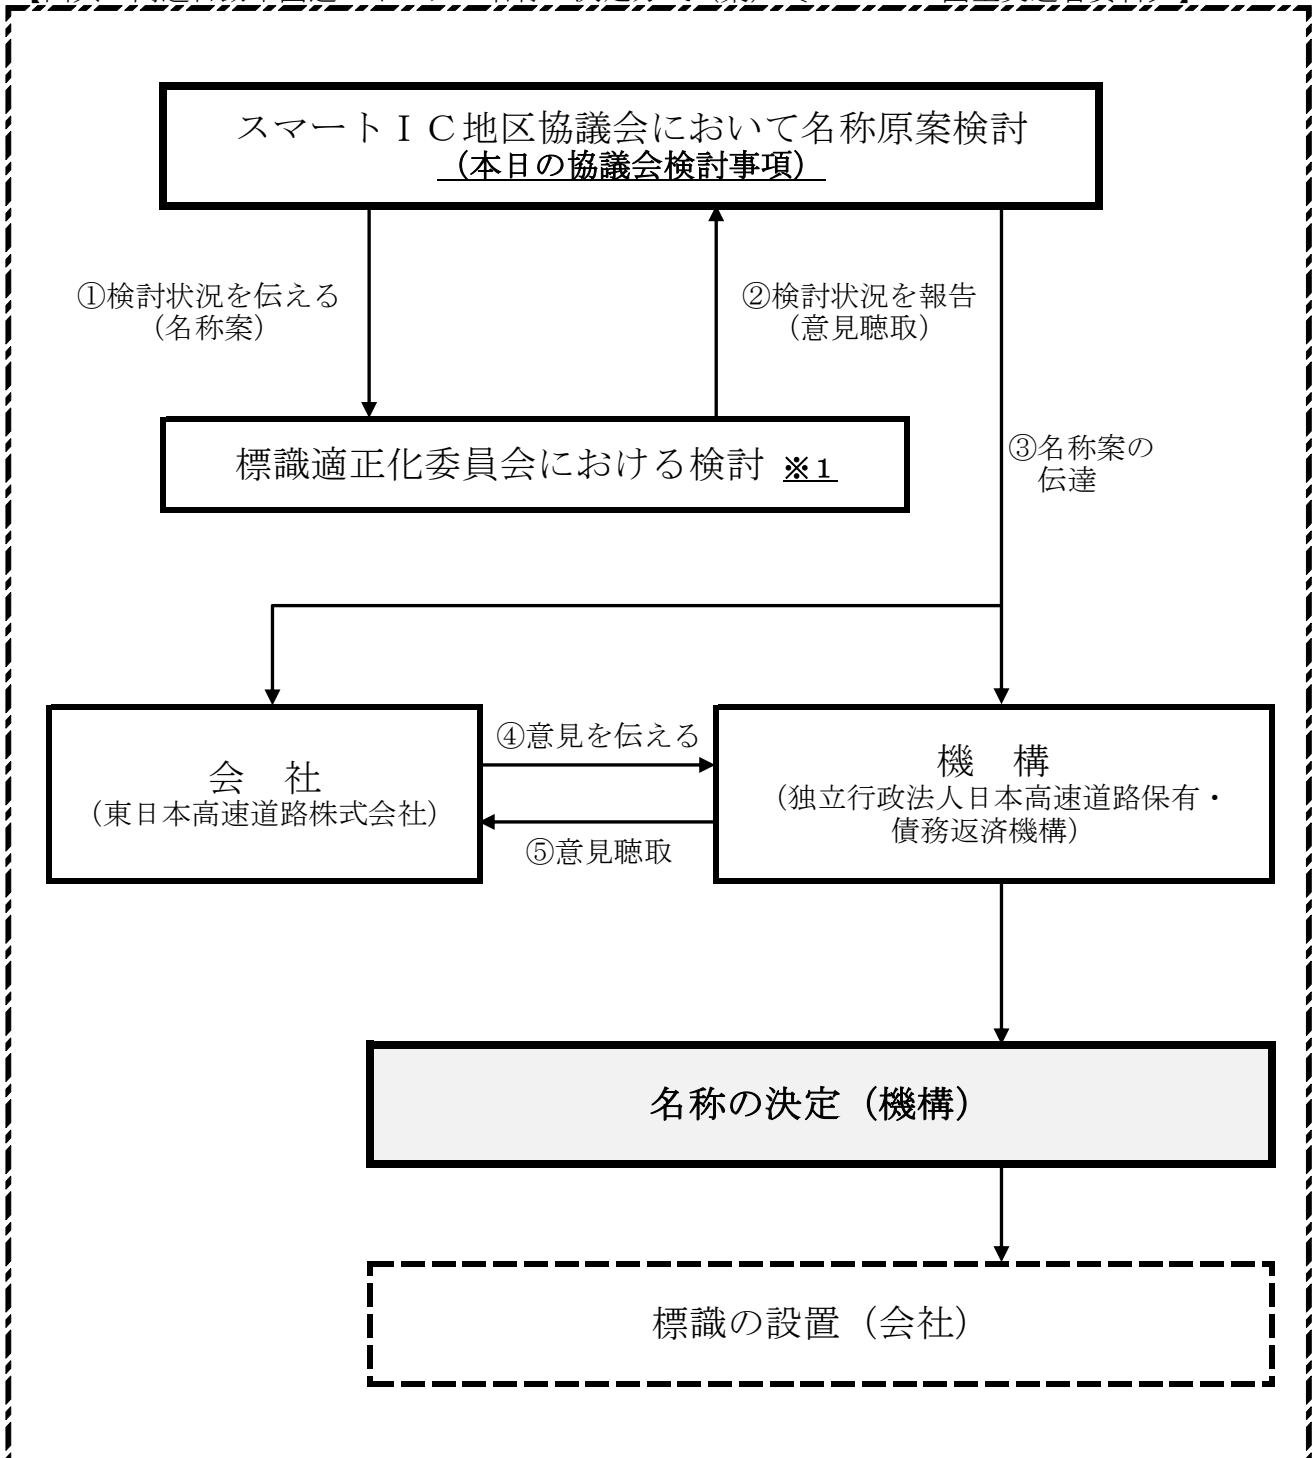 スマートＩＣ地区協議会において名称原案検討
（本日の協議会検討事項）
①検討状況を伝える
（名称案）
②検討状況を報告
（意見聴取）
標識適正化委員会における検討 ※１
③名称案の
伝達
会　社
（東日本高速道路株式会社）
④意見を伝える
⑤意見聴取
機　構
（独立行政法人日本高速道路保有・
債務返済機構）
名称の決定（機構）
標識の設置（会社）